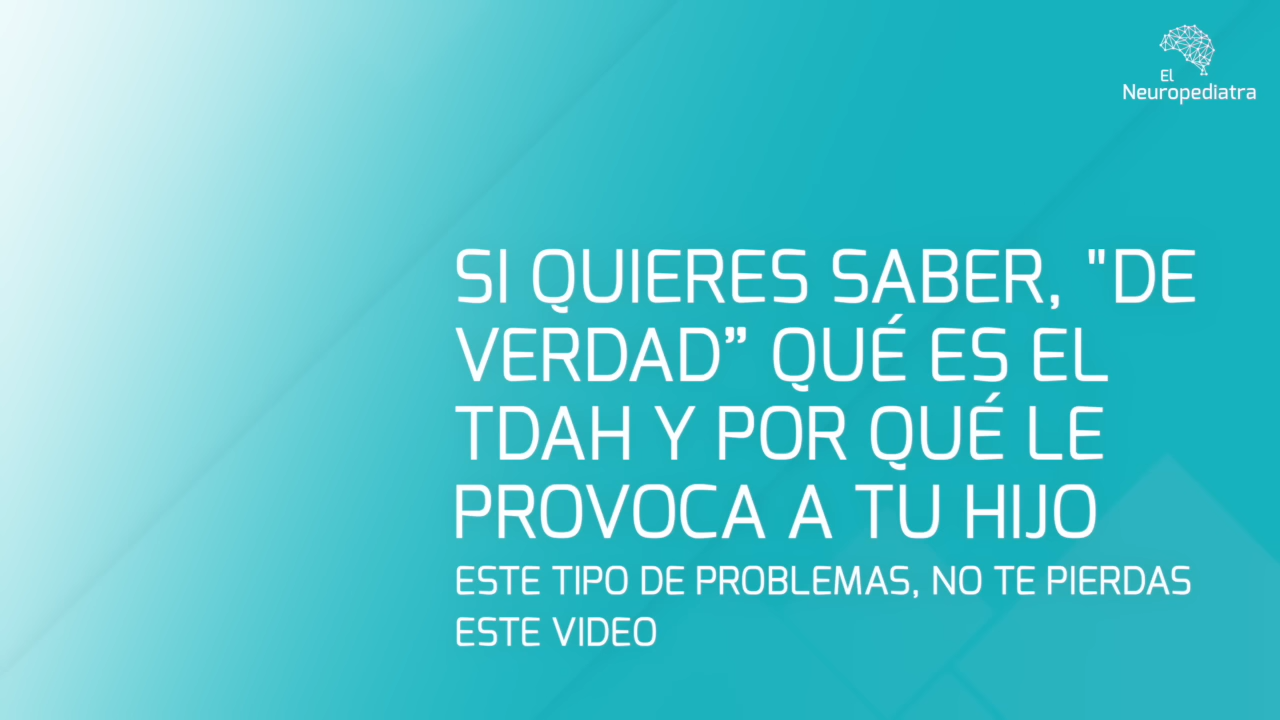 El
Neuropediatra
SI QUIERES SABER, "DE
VERDAD” QUÉ ES EL
TDAH Y POR QUÉ LE
PROVOCA A TU HIJO
ESTE TIPO DE PROBLEMAS, NO TE PIERDAS
ESTE VIDEO